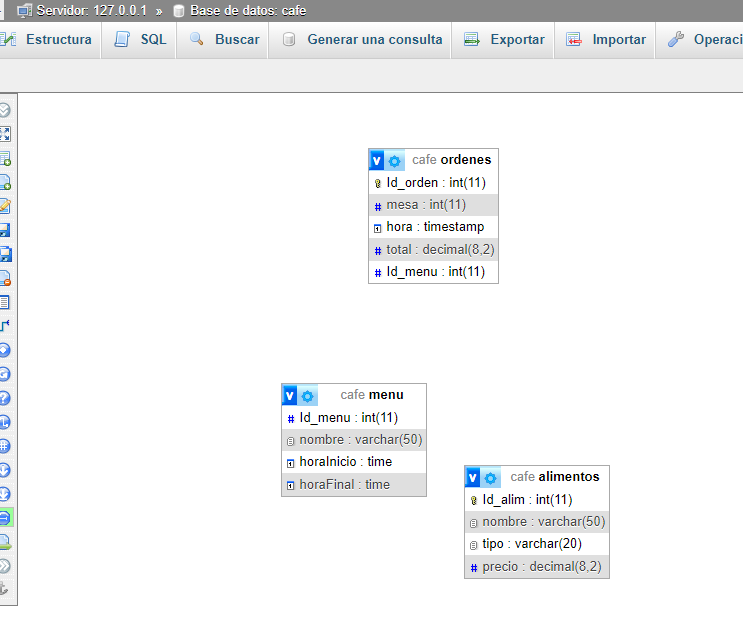 Servidor: 127.0.0.1 » Base de datos: cafe
Estructura SQL Buscar Generar una consulta Exportar Importar Operaci
v cafe ordenes
Id_orden : int(11)
# mesa : int(11)
hora : timestamp
# total : decimal(8,2)
# Id_menu : int(11)
v cafe menu
# Id_menu : int(11)
nombre : varchar(50)
horaInicio : time
horaFinal : time
v cafe alimentos
Id_alim : int(11)
nombre : varchar(50)
tipo : varchar(20)
# precio : decimal(8,2)